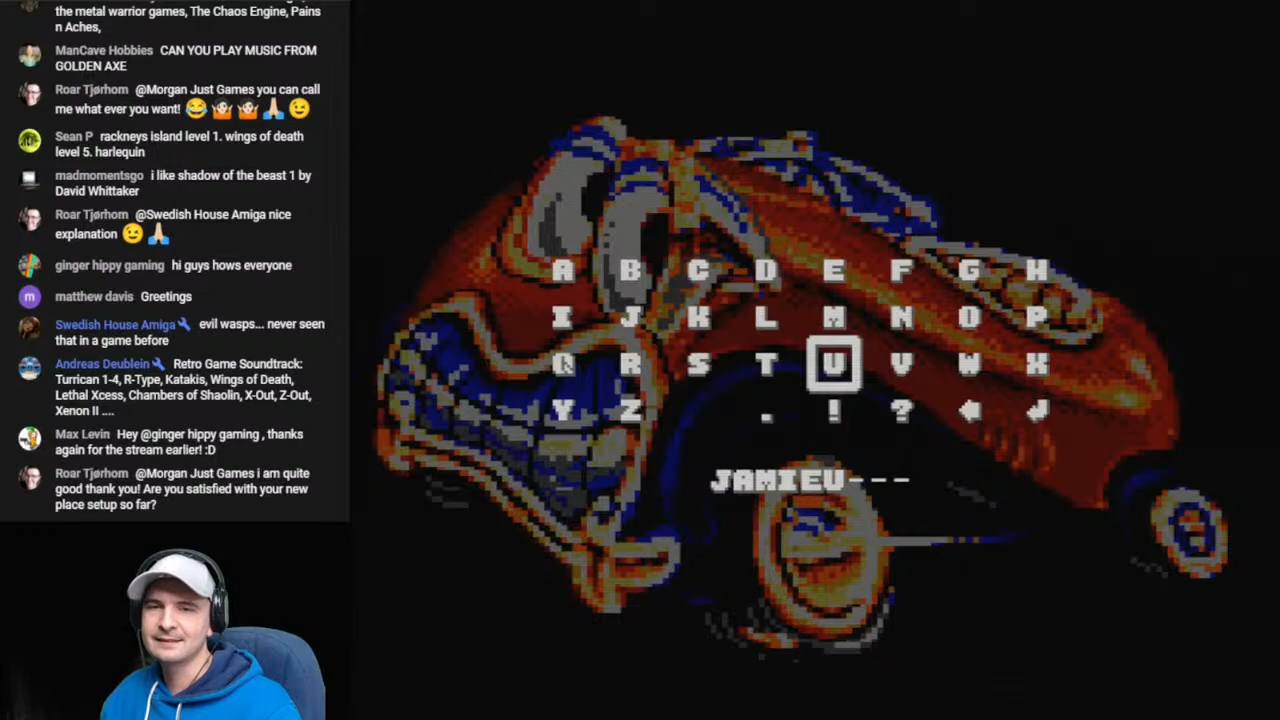 the metal warrior games, The Chaos Engine, Pains
n Aches,
ManCave Hobbies CAN YOU PLAY MUSIC FROM
GOLDEN AXE
Roar Tjørhom @Morgan Just Games you can call
me what ever you want! 😂🤷🏻🤷🏻🙏🏻😉
Sean P rackneys island level 1. wings of death
level 5. harlequin
madmomentsgo i like shadow of the beast 1 by
David Whittaker
Roar Tjørhom @Swedish House Amiga nice
explanation 😉🙏🏻
ginger hippy gaming hi guys hows everyone
m matthew davis Greetings
Swedish House Amiga evil wasps... never seen
that in a game before
Andreas Deublein Retro Game Soundtrack:
Turrican 1-4, R-Type, Katakis, Wings of Death,
Lethal Xcess, Chambers of Shaolin, X-Out, Z-Out,
Xenon II ....
Max Levin Hey @ginger hippy gaming , thanks
again for the stream earlier! :D
Roar Tjørhom @Morgan Just Games i am quite
good thank you! Are you satisfied with your new
place setup so far?
A B C D E F G H
I J K L M N O P
Q R S T U V W X
Y Z . ! ?
JAMIEU---